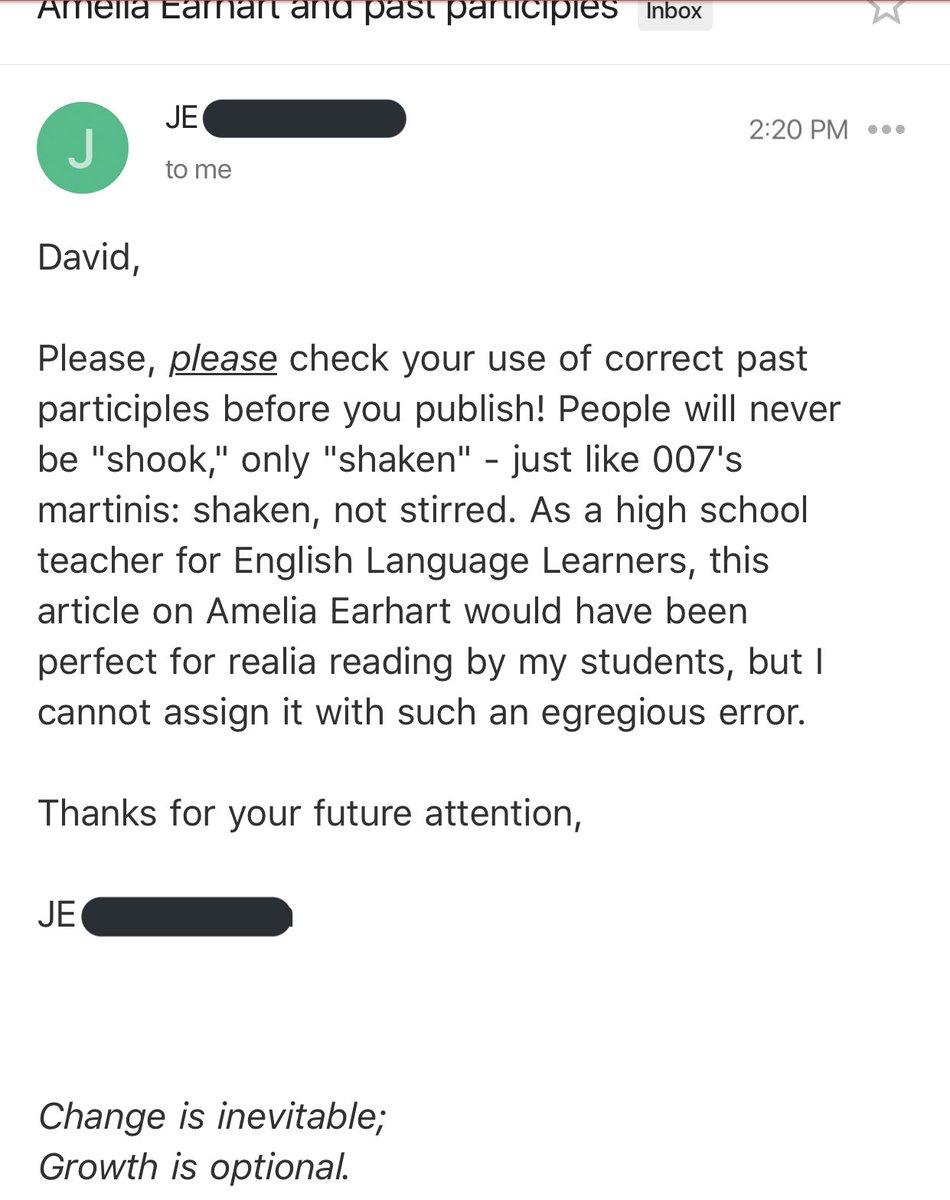 Amelia Earhart and past participles Inbox
JE
2:20 PM
J
to me
David,
Please, please check your use of correct past
participles before you publish! People will never
be "shook," only "shaken" - just like 007's
martinis: shaken, not stirred. As a high school
teacher for English Language Learners, this
article on Amelia Earhart would have been
perfect for realia reading by my students, but I
cannot assign it with such an egregious error.
Thanks for your future attention,
JE
Change is inevitable;
Growth is optional.